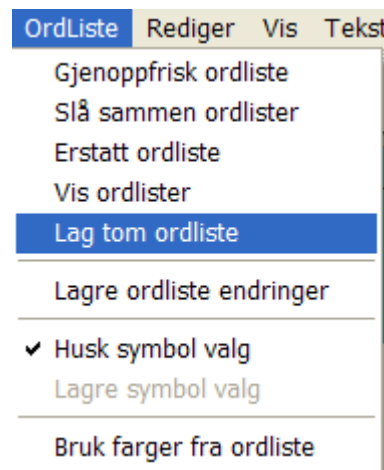 OrdListe Rediger Vis Tekst
Gjenoppfrisk ordliste
Slå sammen ordlister
Erstatt ordliste
Vis ordlister
Lag tom ordliste
Lagre ordliste endringer
Husk symbol valg
Lagre symbol valg
Bruk farger fra ordliste